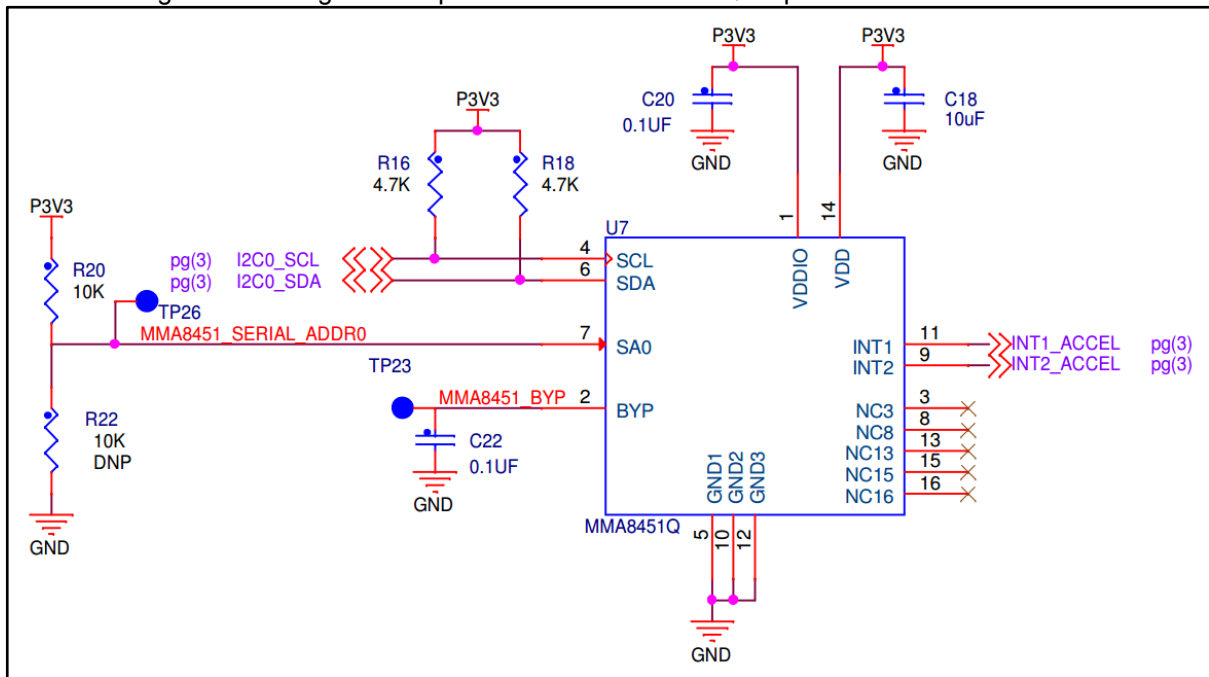 P3V3
P3V3
C20
0.1UF
GND
C18
10uF
GND
P3V3
R16
4.7K
R18
4.7K
P3V3
R20
10K
TP26
pg(3) I2C0_SCL
pg(3) I2C0_SDA
U7
1
14
VDDIO
VDD
4 SCL
6 SDA
MMA8451_SERIAL_ADDR0 7 SA0
TP23
MMA8451_BYP 2 BYP
C22
0.1UF
GND
R22
10K
DNP
GND
INT1 11 INT1_ACCEL pg(3)
INT2 9 INT2_ACCEL pg(3)
NC3 3
NC8 8
NC13 13
NC15 15
NC16 16
GND1
GND2
GND3
MMA8451Q
5
10
12
GND